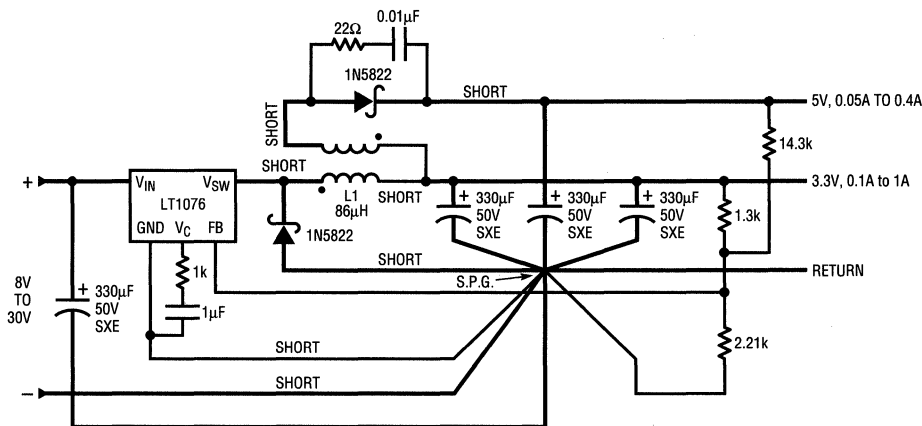 22Ω
0.01µF
1N5822
SHORT
5V, 0.05A TO 0.4A
SHORT
14.3k
+
VIN
VSW
SHORT
3.3V, 0.1A to 1A
LT1076
L1
86µH
SHORT
GND
VC
FB
1N5822
+
330µF
50V
SXE
+
330µF
50V
SXE
+
330µF
50V
SXE
1.3k
1k
SHORT
S.P.G.
RETURN
8V
TO
30V
+
330µF
50V
SXE
1µF
2.21k
SHORT
–
SHORT